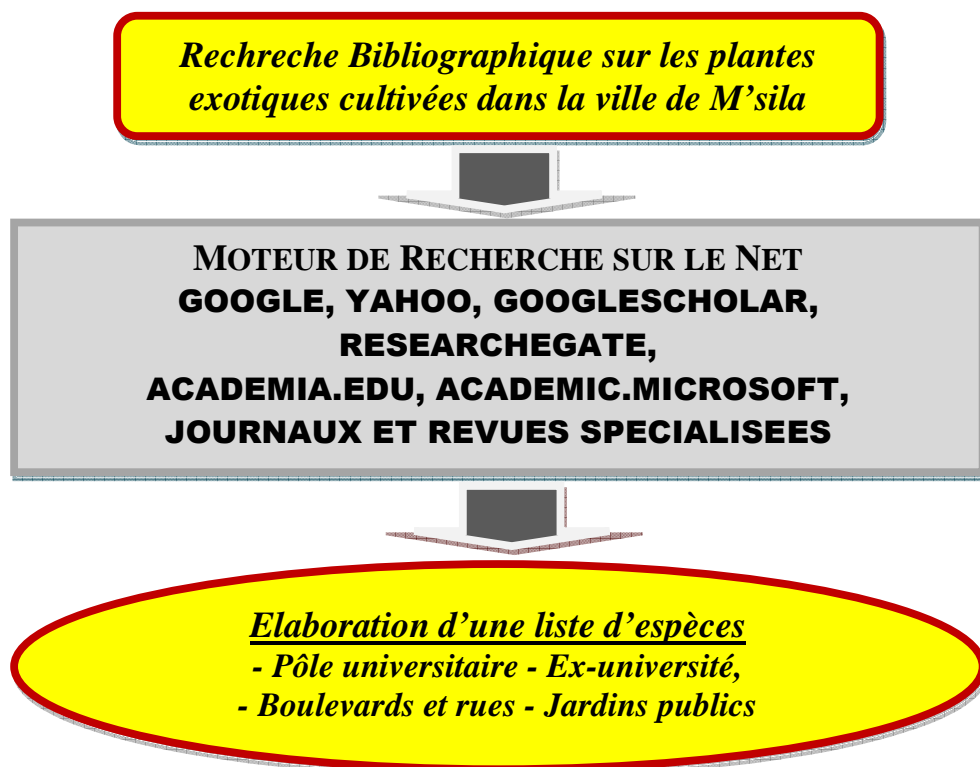 Rechreche Bibliographique sur les plantes
exotiques cultivées dans la ville de M’sila
MOTEUR DE RECHERCHE SUR LE NET
GOOGLE, YAHOO, GOOGLESCHOLAR,
RESEARCHEGATE,
ACADEMIA.EDU, ACADEMIC.MICROSOFT,
JOURNAUX ET REVUES SPECIALISEES
Elaboration d’une liste d’espèces
- Pôle universitaire - Ex-université,
- Boulevards et rues - Jardins publics